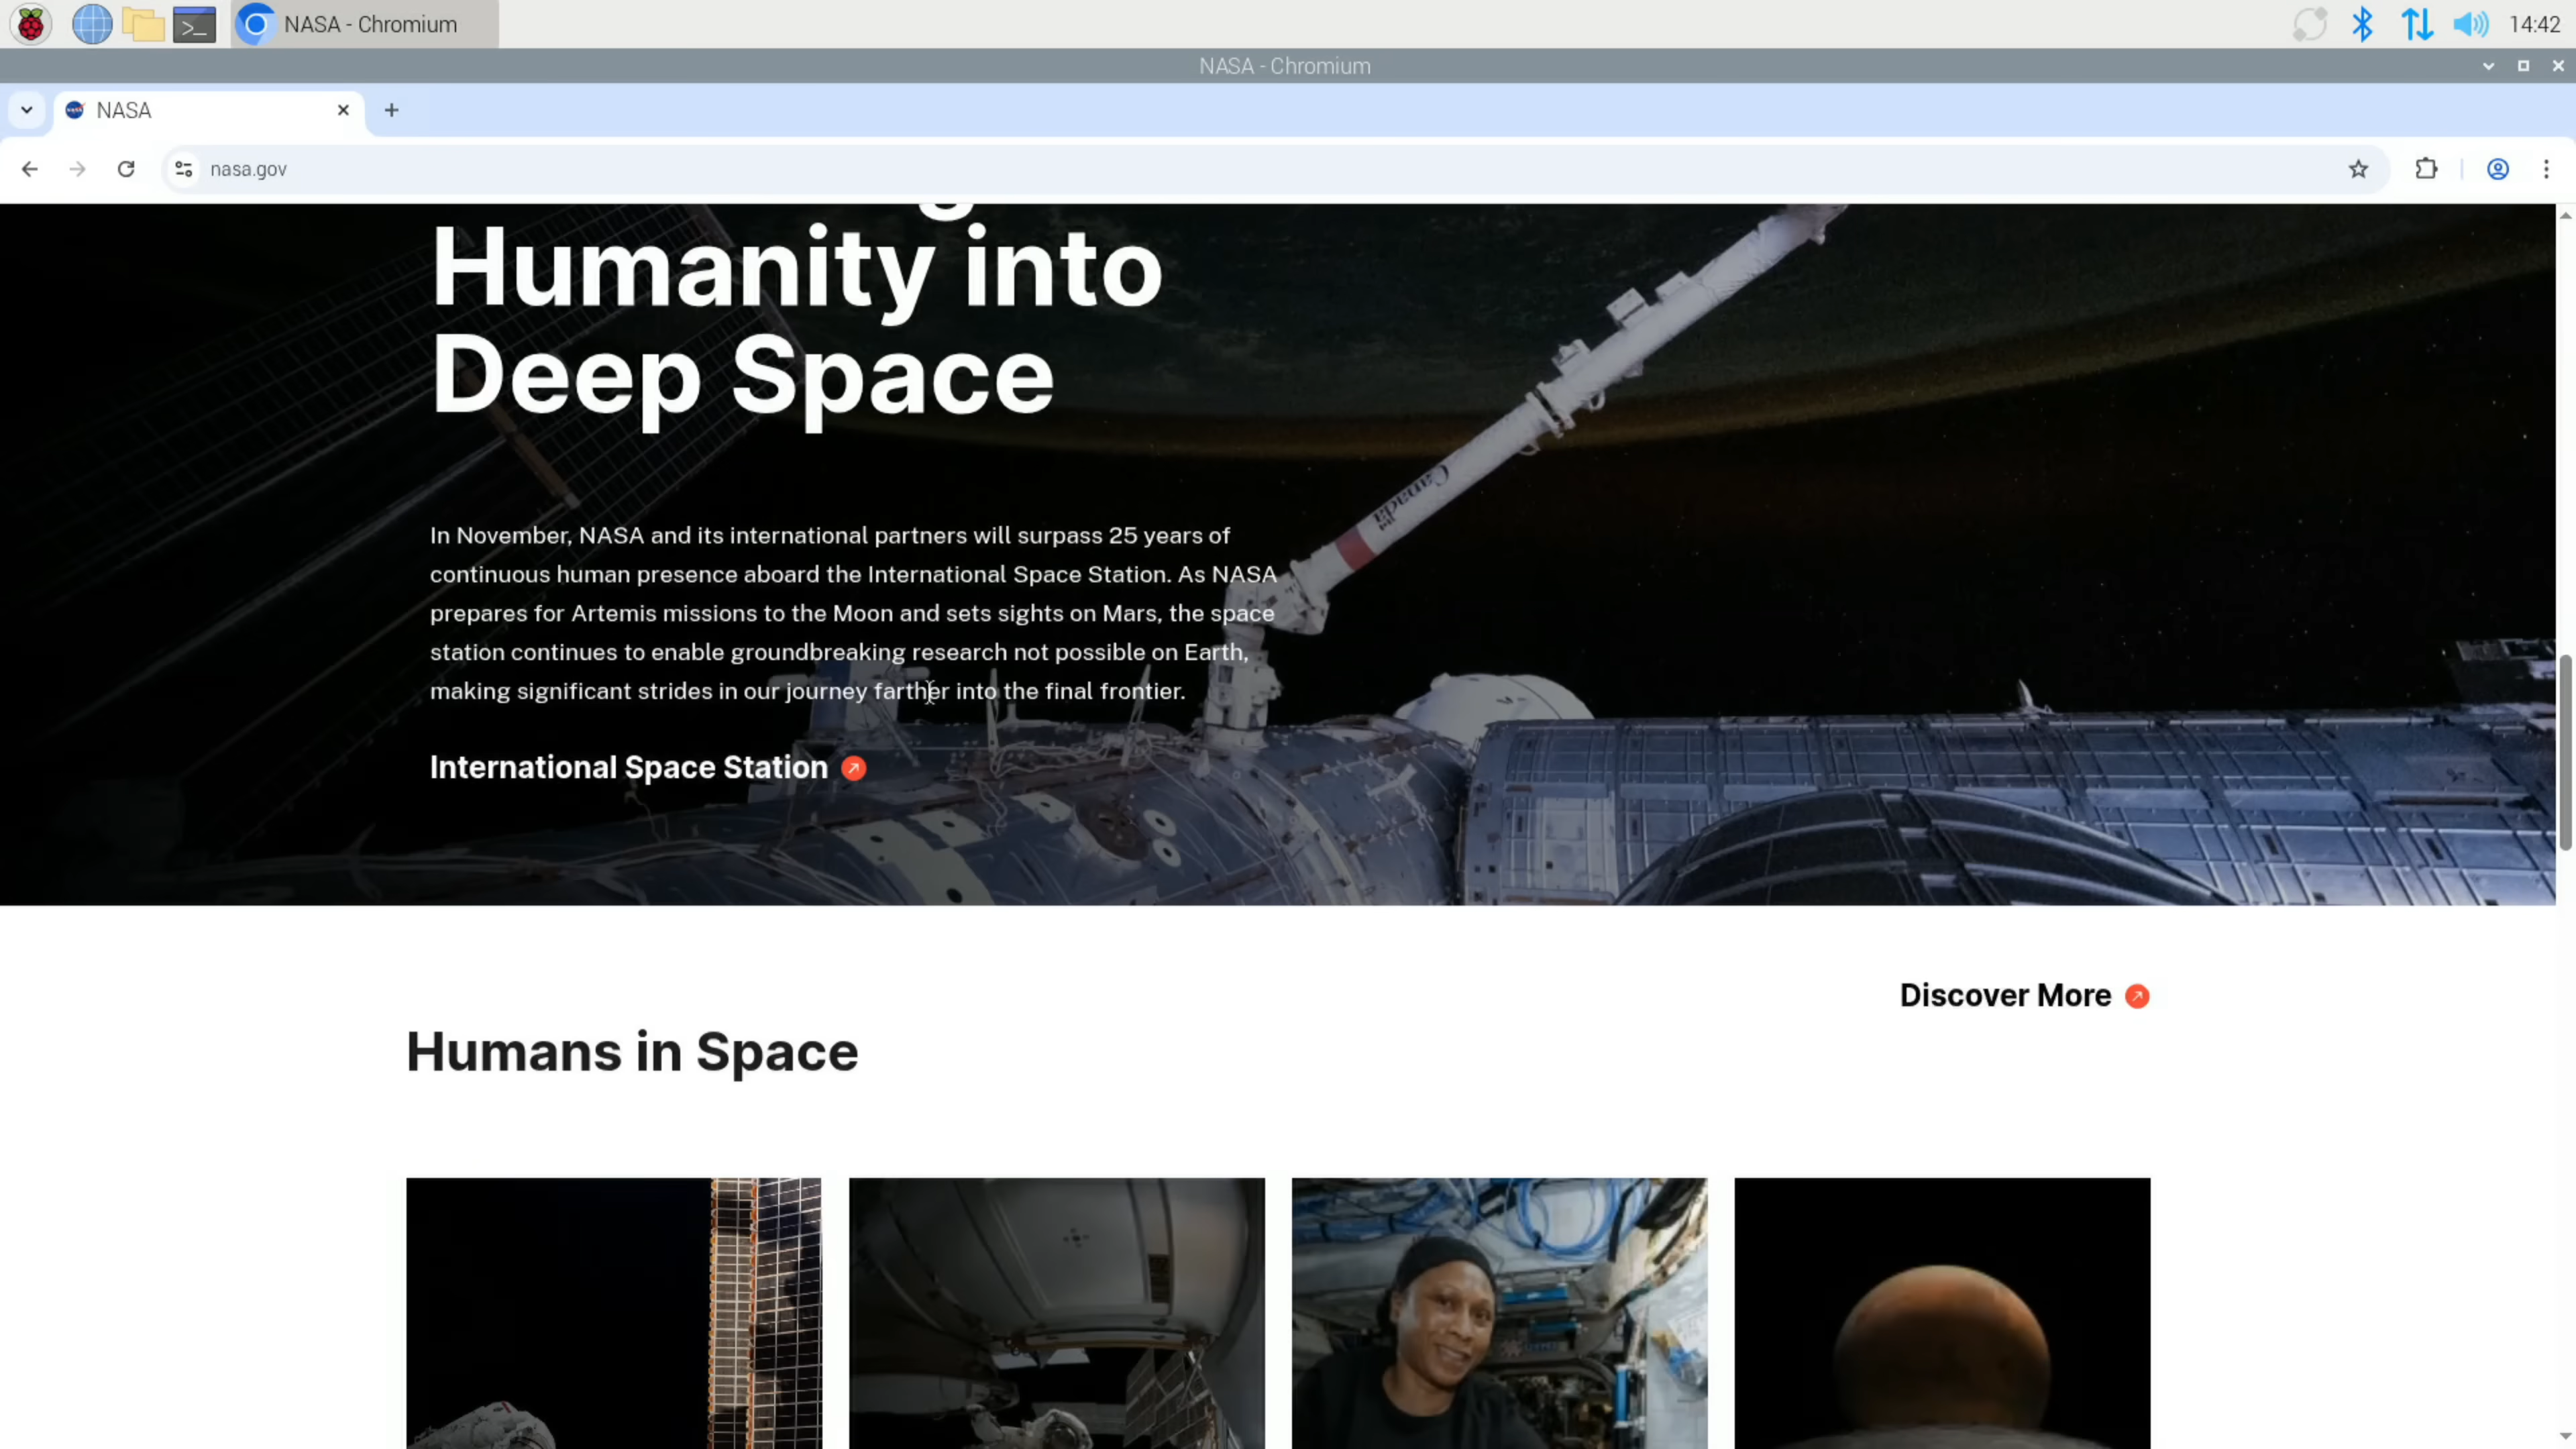 NASA - Chromium
14:42
NASA - Chromium
NASA
nasa.gov
Humanity into
Deep Space
Canada
In November, NASA and its international partners will surpass 25 years of
continuous human presence aboard the International Space Station. As NASA
prepares for Artemis missions to the Moon and sets sights on Mars, the space
station continues to enable groundbreaking research not possible on Earth,
making significant strides in our journey farther into the final frontier.
International Space Station
Discover More
Humans in Space